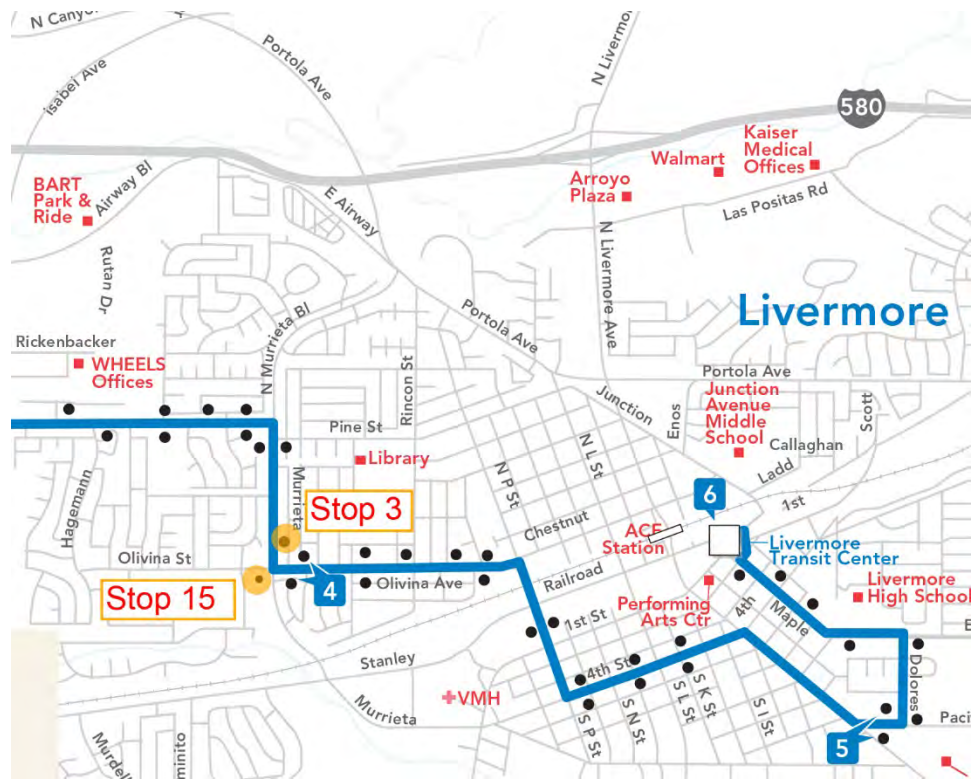 N Canyon
Portola Ave
Isabel Ave
N Livermore
580
BART
Park &
Ride
Airway Bl
E Airway
Arroyo
Plaza
Walmart
Kaiser
Medical
Offices
Las Positas Rd
N Livermore Ave
Rutan Dr
Livermore
Rickenbacker
WHEELS
Offices
N Murrieta Bl
Portola Ave
Rincon St
Junction
Portola Ave
Junction
Avenue
Middle
School
Enos
Scott
Callaghan
Pine St
Library
N L St
N P St
Ladd
1st
Hagemann
Murrieta
Stop 3
Chestnut
ACE
Station
6
Livermore
Transit Center
Olivina St
4
Olivina Ave
Stop 15
Railroad
Performing
Arts Ctr
4th
Maple
Livermore
High School
E
1st St
Stanley
4th St
Dolores
VMH
Murrieta
S P St
S N St
S L St
S K St
S I St
Paci
5
Murdel
mino